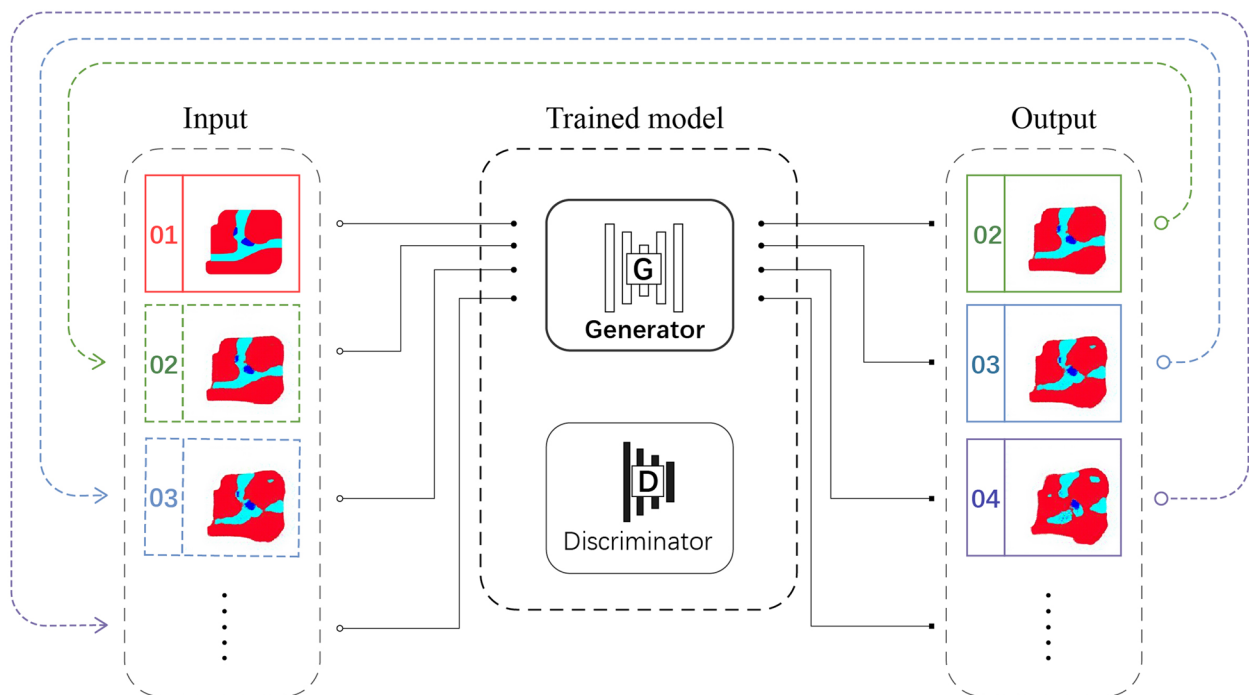 Input
Trained model
Output
01
02
03
G
Generator
D
Discriminator
02
03
04